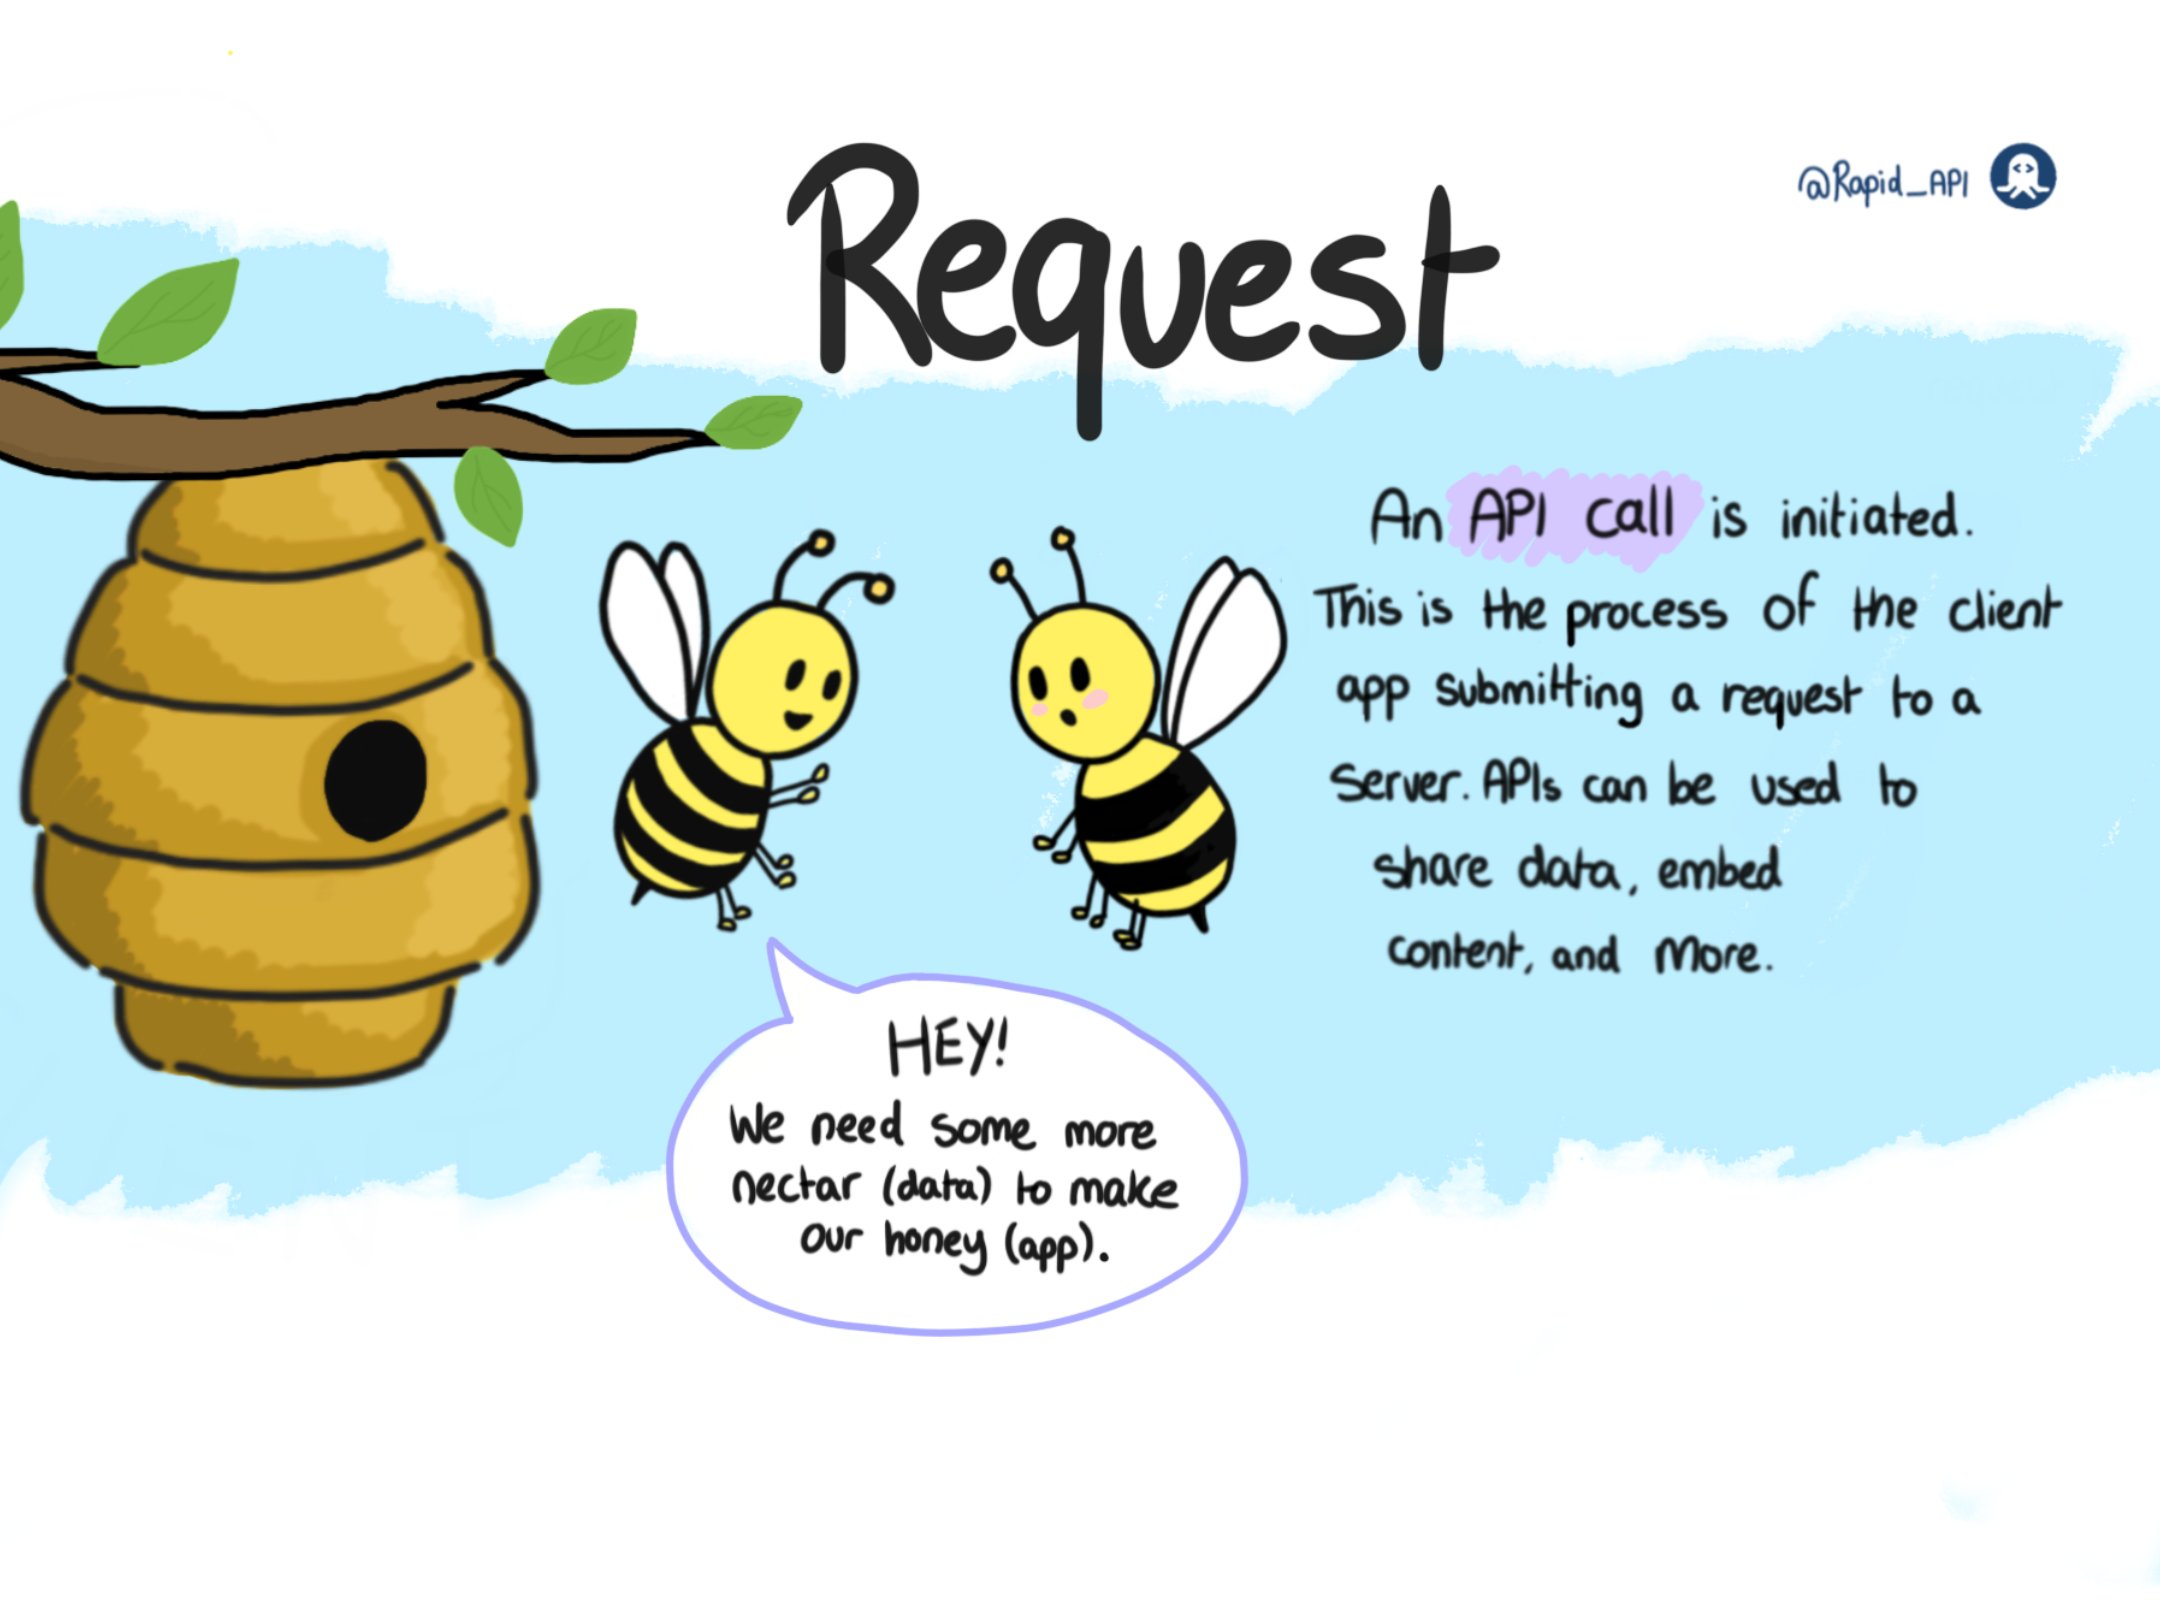 Request
@Rapid_API
An API call is initiated.
This is the process of the client
app submitting a request to a
server. APIs can be used to
share data, embed
content, and more.
HEY!
We need some more
nectar (data) to make
our honey (app).